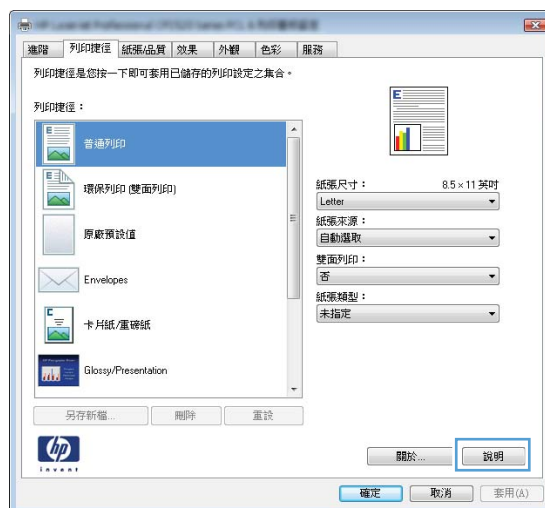 進階 列印捷徑 紙張/品質 效果 外觀 色彩 服務
列印捷徑是您按一下即可套用已儲存的列印設定之集合。
列印捷徑：
普通列印
環保列印 (雙面列印)
原廠預設值
Envelopes
卡片紙/重磅紙
Glossy/Presentation
另存新檔... 刪除 重設
E
紙張尺寸： 8.5 × 11 英吋
Letter
紙張來源：
自動選取
雙面列印：
否
紙張類型：
未指定
hp
invent
關於... 說明
確定 取消 套用(A)